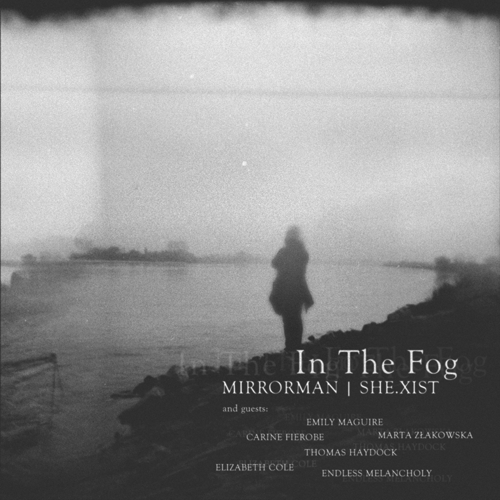 In The Fog
MIRRORMAN | SHE.XIST
and guests:
EMILY MAGUIRE
CARINE FIEROBE
MARTA ZŁAKOWSKA
THOMAS HAYDOCK
ELIZABETH COLE
ENDLESS MELANCHOLY